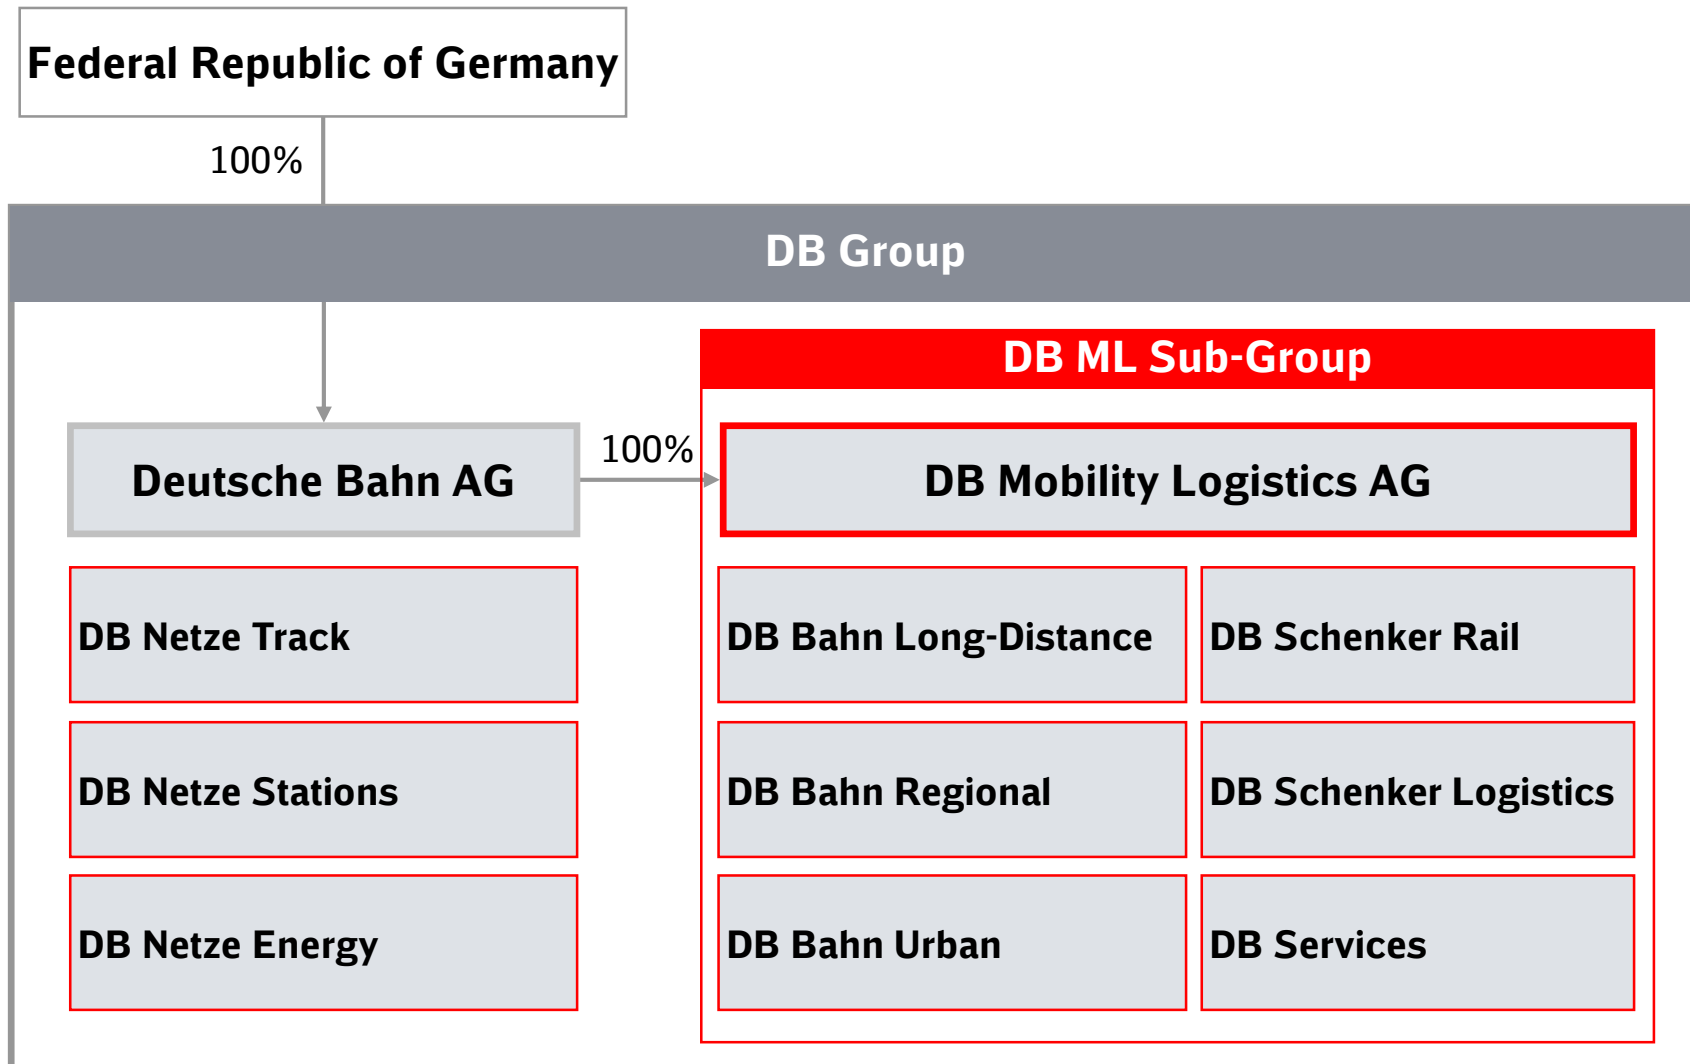 Federal Republic of Germany
100%
DB Group
DB ML Sub-Group
Deutsche Bahn AG
100%
DB Mobility Logistics AG
DB Netze Track
DB Bahn Long-Distance
DB Schenker Rail
DB Netze Stations
DB Bahn Regional
DB Schenker Logistics
DB Netze Energy
DB Bahn Urban
DB Services